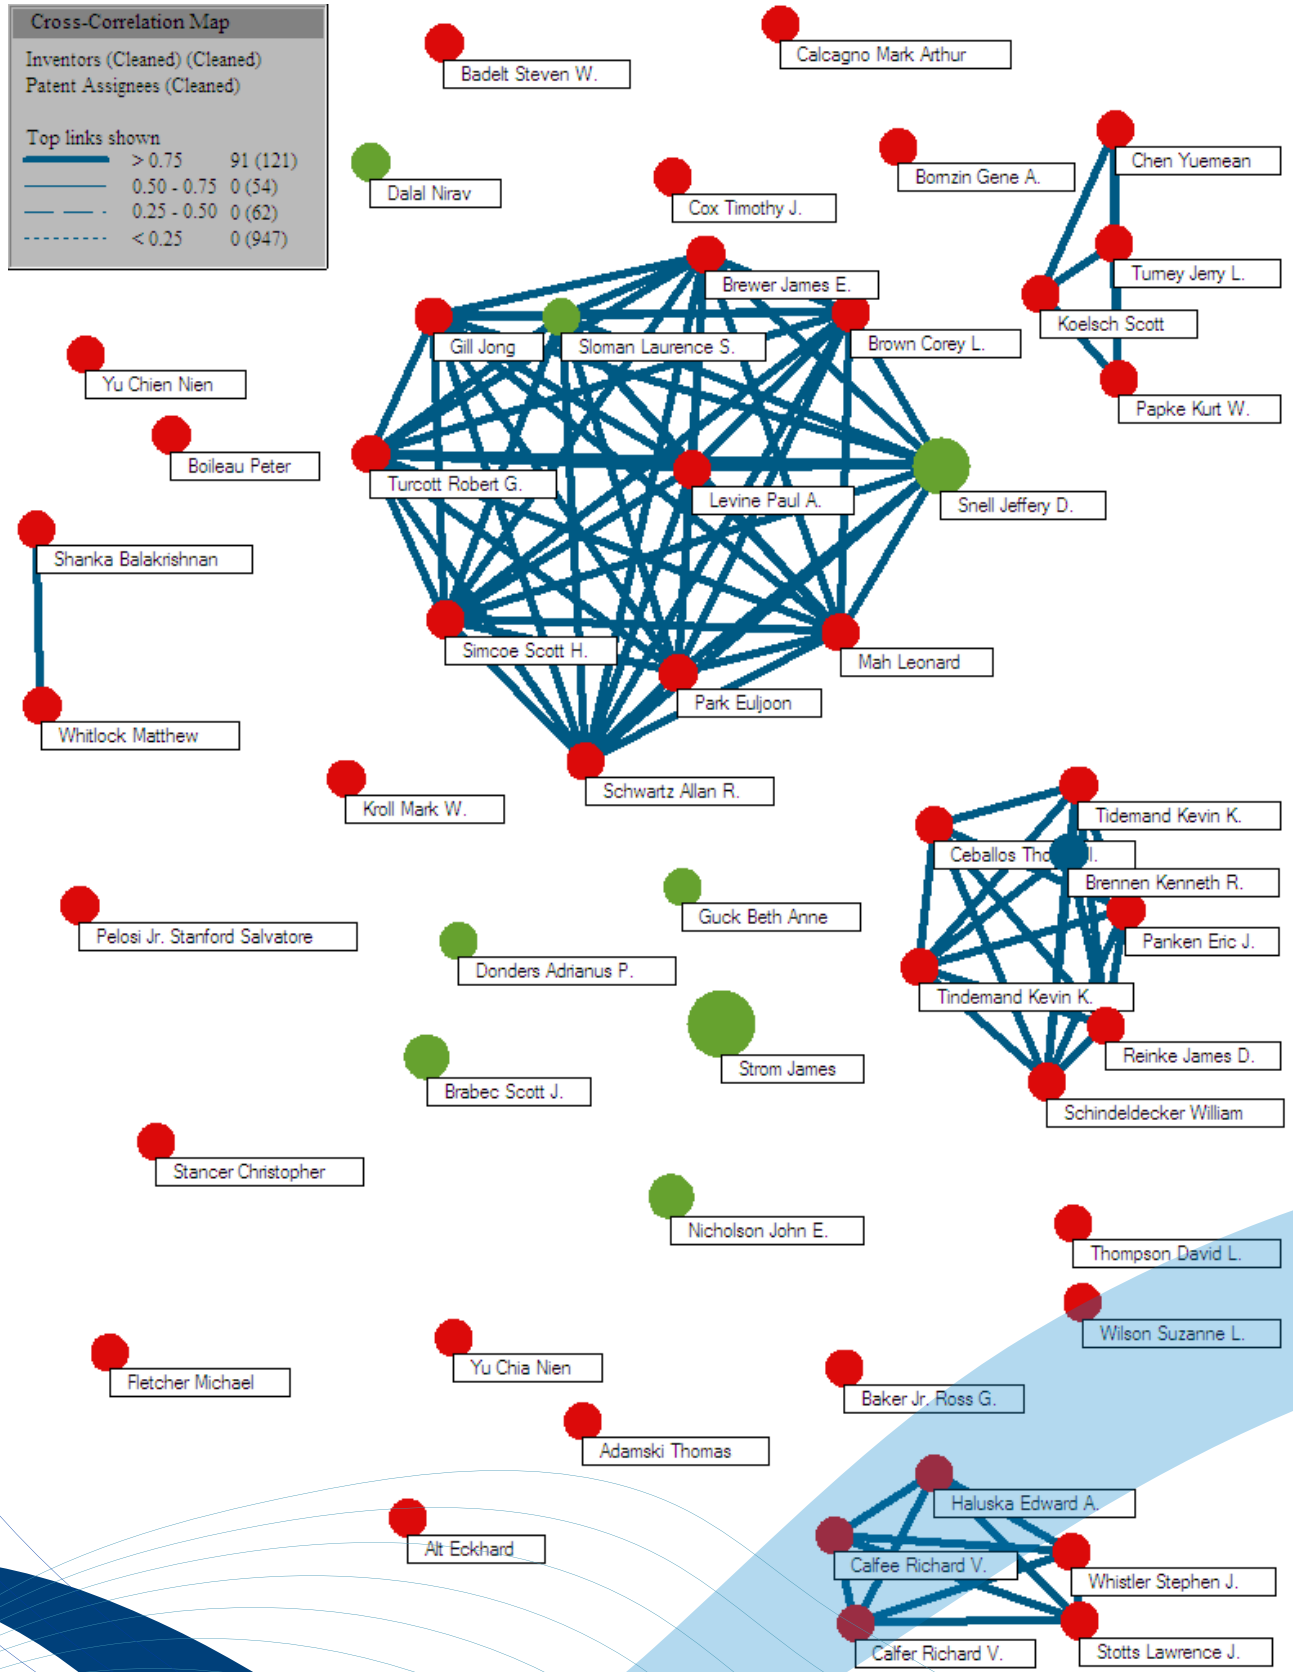 Cross-Correlation Map
Inventors (Cleaned) (Cleaned)
Patent Assignees (Cleaned)
Top links shown
> 0.75 91 (121)
0.50 - 0.75 0 (54)
0.25 - 0.50 0 (62)
< 0.25 0 (947)
Calcagno Mark Arthur
Badelt Steven W.
Chen Yuemean
Bomzin Gene A.
Dalal Nirav
Cox Timothy J.
Turney Jerry L.
Brewer James E.
Koelsch Scott
Gill Jong
Sloman Laurence S.
Brown Corey L.
Yu Chien Nien
Papke Kurt W.
Boileau Peter
Turcott Robert G.
Levine Paul A.
Snell Jeffery D.
Shanka Balakrishnan
Simcoe Scott H.
Mah Leonard
Park Euljoon
Whitlock Matthew
Schwartz Allan R.
Kroll Mark W.
Tidemand Kevin K.
Ceballos
Brennen Kenneth R.
Guck Beth Anne
Pelosi Jr. Stanford Salvatore
Panken Eric J.
Donders Adrianus P.
Tindemand Kevin K.
Reinke James D.
Strom James
Brabec Scott J.
Schindeldecker William
Stancer Christopher
Nicholson John E.
Thompson David L.
Wilson Suzanne L.
Yu Chia Nien
Fletcher Michael
Baker Jr. Ross G.
Adamski Thomas
Haluska Edward A.
Alt Eckhard
Calfee Richard V.
Whistler Stephen J.
Calfer Richard V.
Stotts Lawrence J.